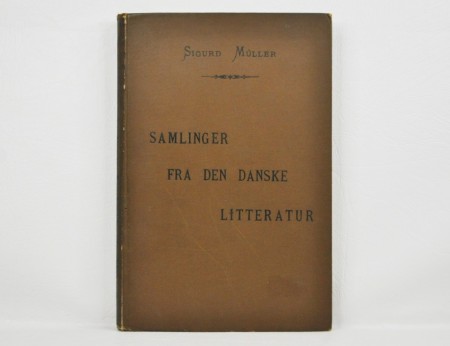 Sigurd Müller
SAMLINGER
FRA DEN DANSKE
LITTERATUR